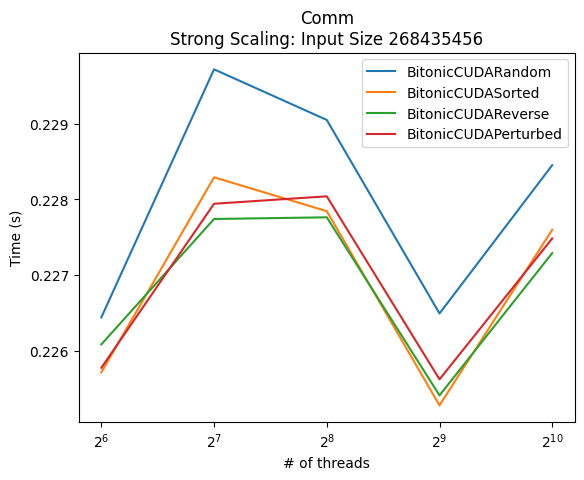 Comm
Strong Scaling: Input Size 268435456
BitonicCUDARandom
BitonicCUDASorted
BitonicCUDAReverse
BitonicCUDAPerturbed
Time (s)
0.229
0.228
0.227
0.226
2^6 2^7 2^8 2^9 2^10
# of threads